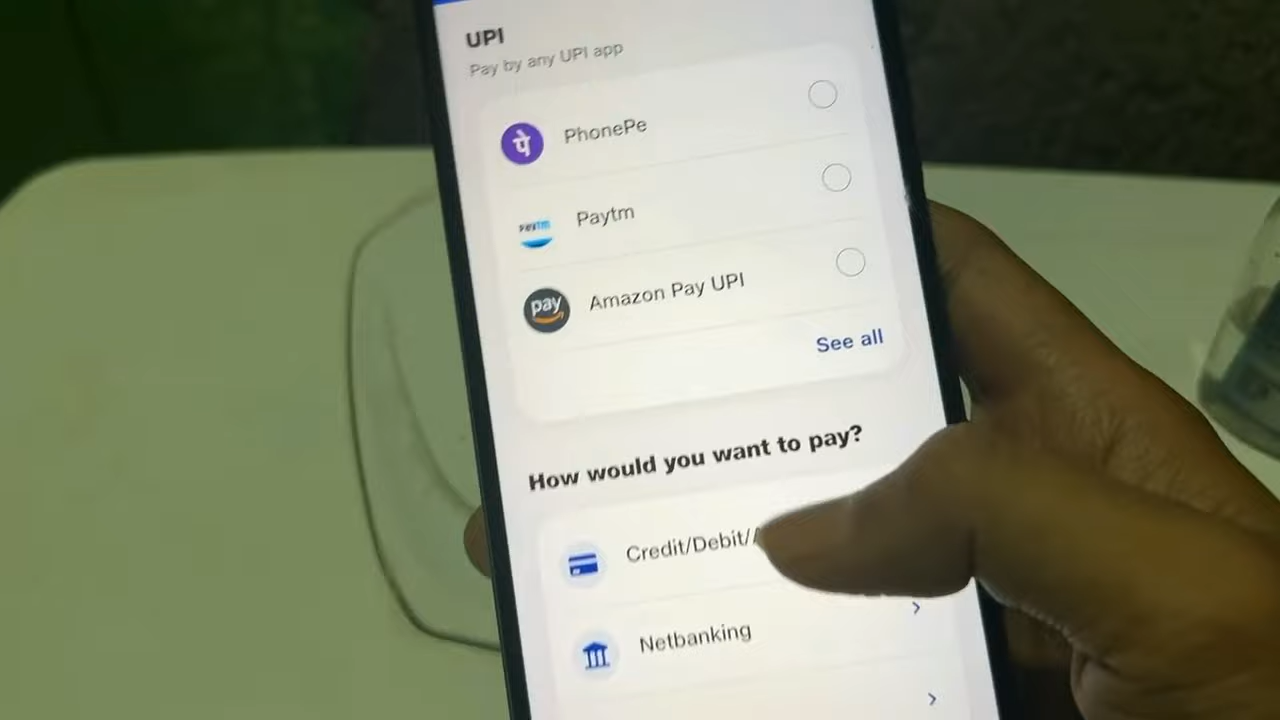 UPI
Pay by any UPI app
पे
PhonePe
Paytm
Paytm
pay
Amazon Pay UPI
See all
How would you want to pay?
Credit/Debit/
Netbanking